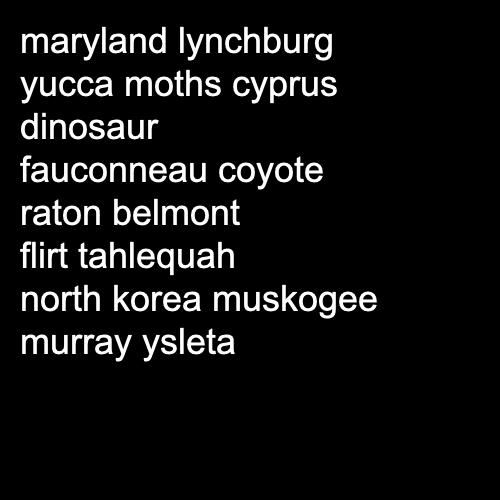 maryland lynchburg
yucca moths cyprus
dinosaur
fauconneau coyote
raton belmont
flirt tahlequah
north korea muskogee
murray ysleta